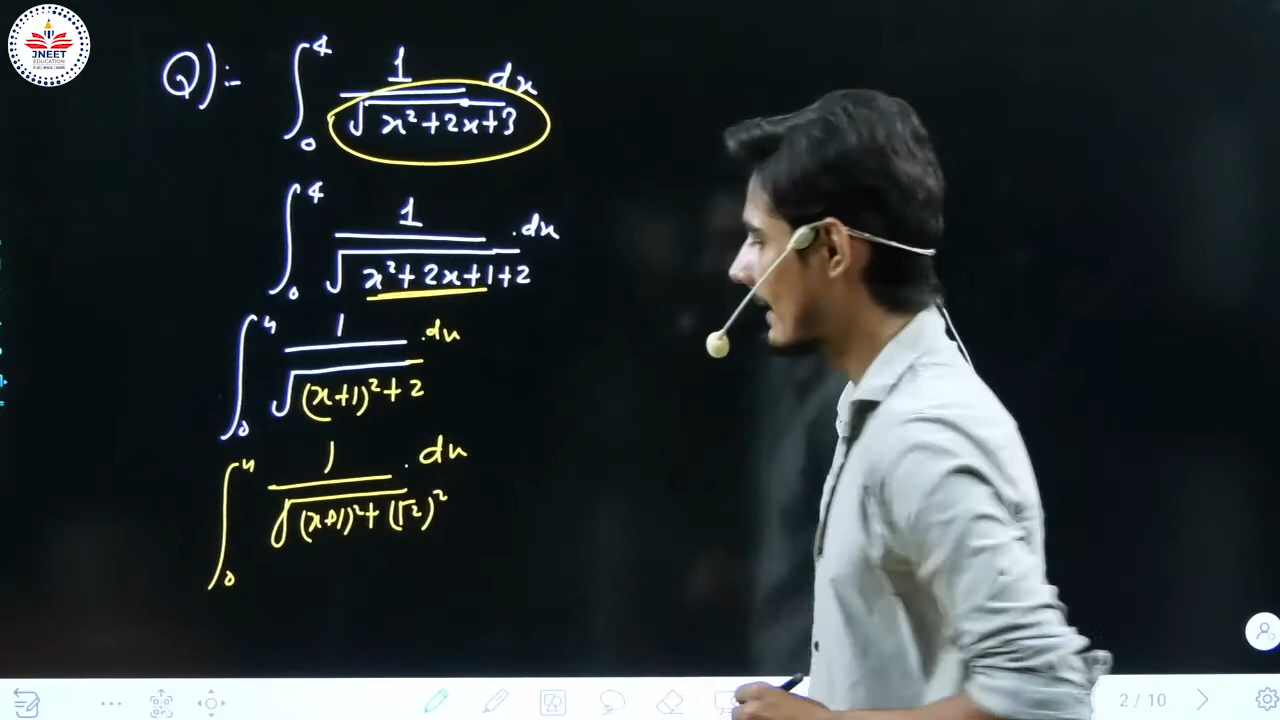 JNEET
EDUCATION
Q):- ∫₀⁴ 1/√(x²+2x+3) dx
∫₀⁴ 1/√(x²+2x+1+2) .dx
∫₀⁴ 1/√((x+1)²+2) .dx
∫₀⁴ 1/√((x+1)²+(√2)²) . dx
2 / 10